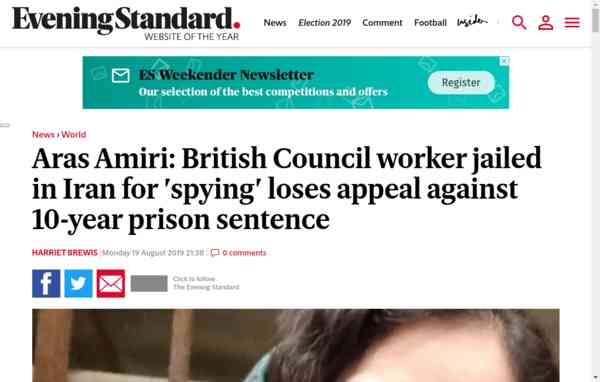 Evening Standard.
WEBSITE OF THE YEAR
News Election 2019 Comment Football Insider
ES Weekender Newsletter
Our selection of the best competitions and offers
Register
News › World
Aras Amiri: British Council worker jailed
in Iran for 'spying' loses appeal against
10-year prison sentence
HARRIET BREWIS | Monday 19 August 2019 21:38 | 0 comments
Click to follow
The Evening Standard